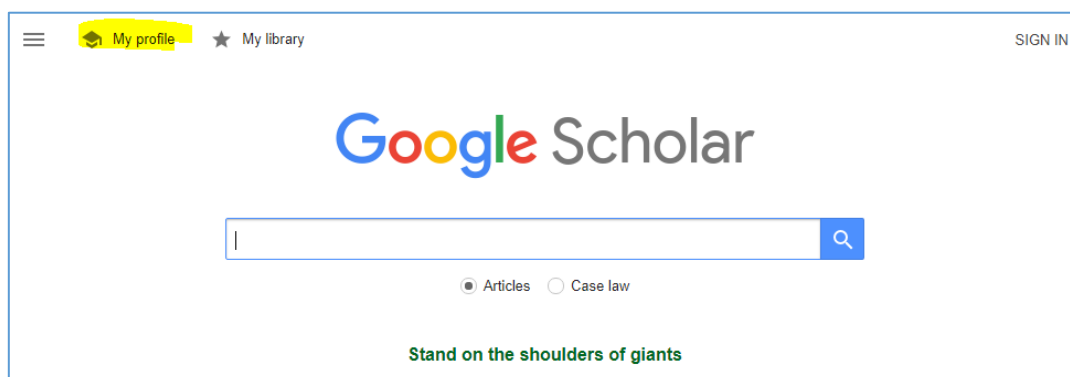 My profile My library SIGN IN
Google Scholar
Articles Case law
Stand on the shoulders of giants